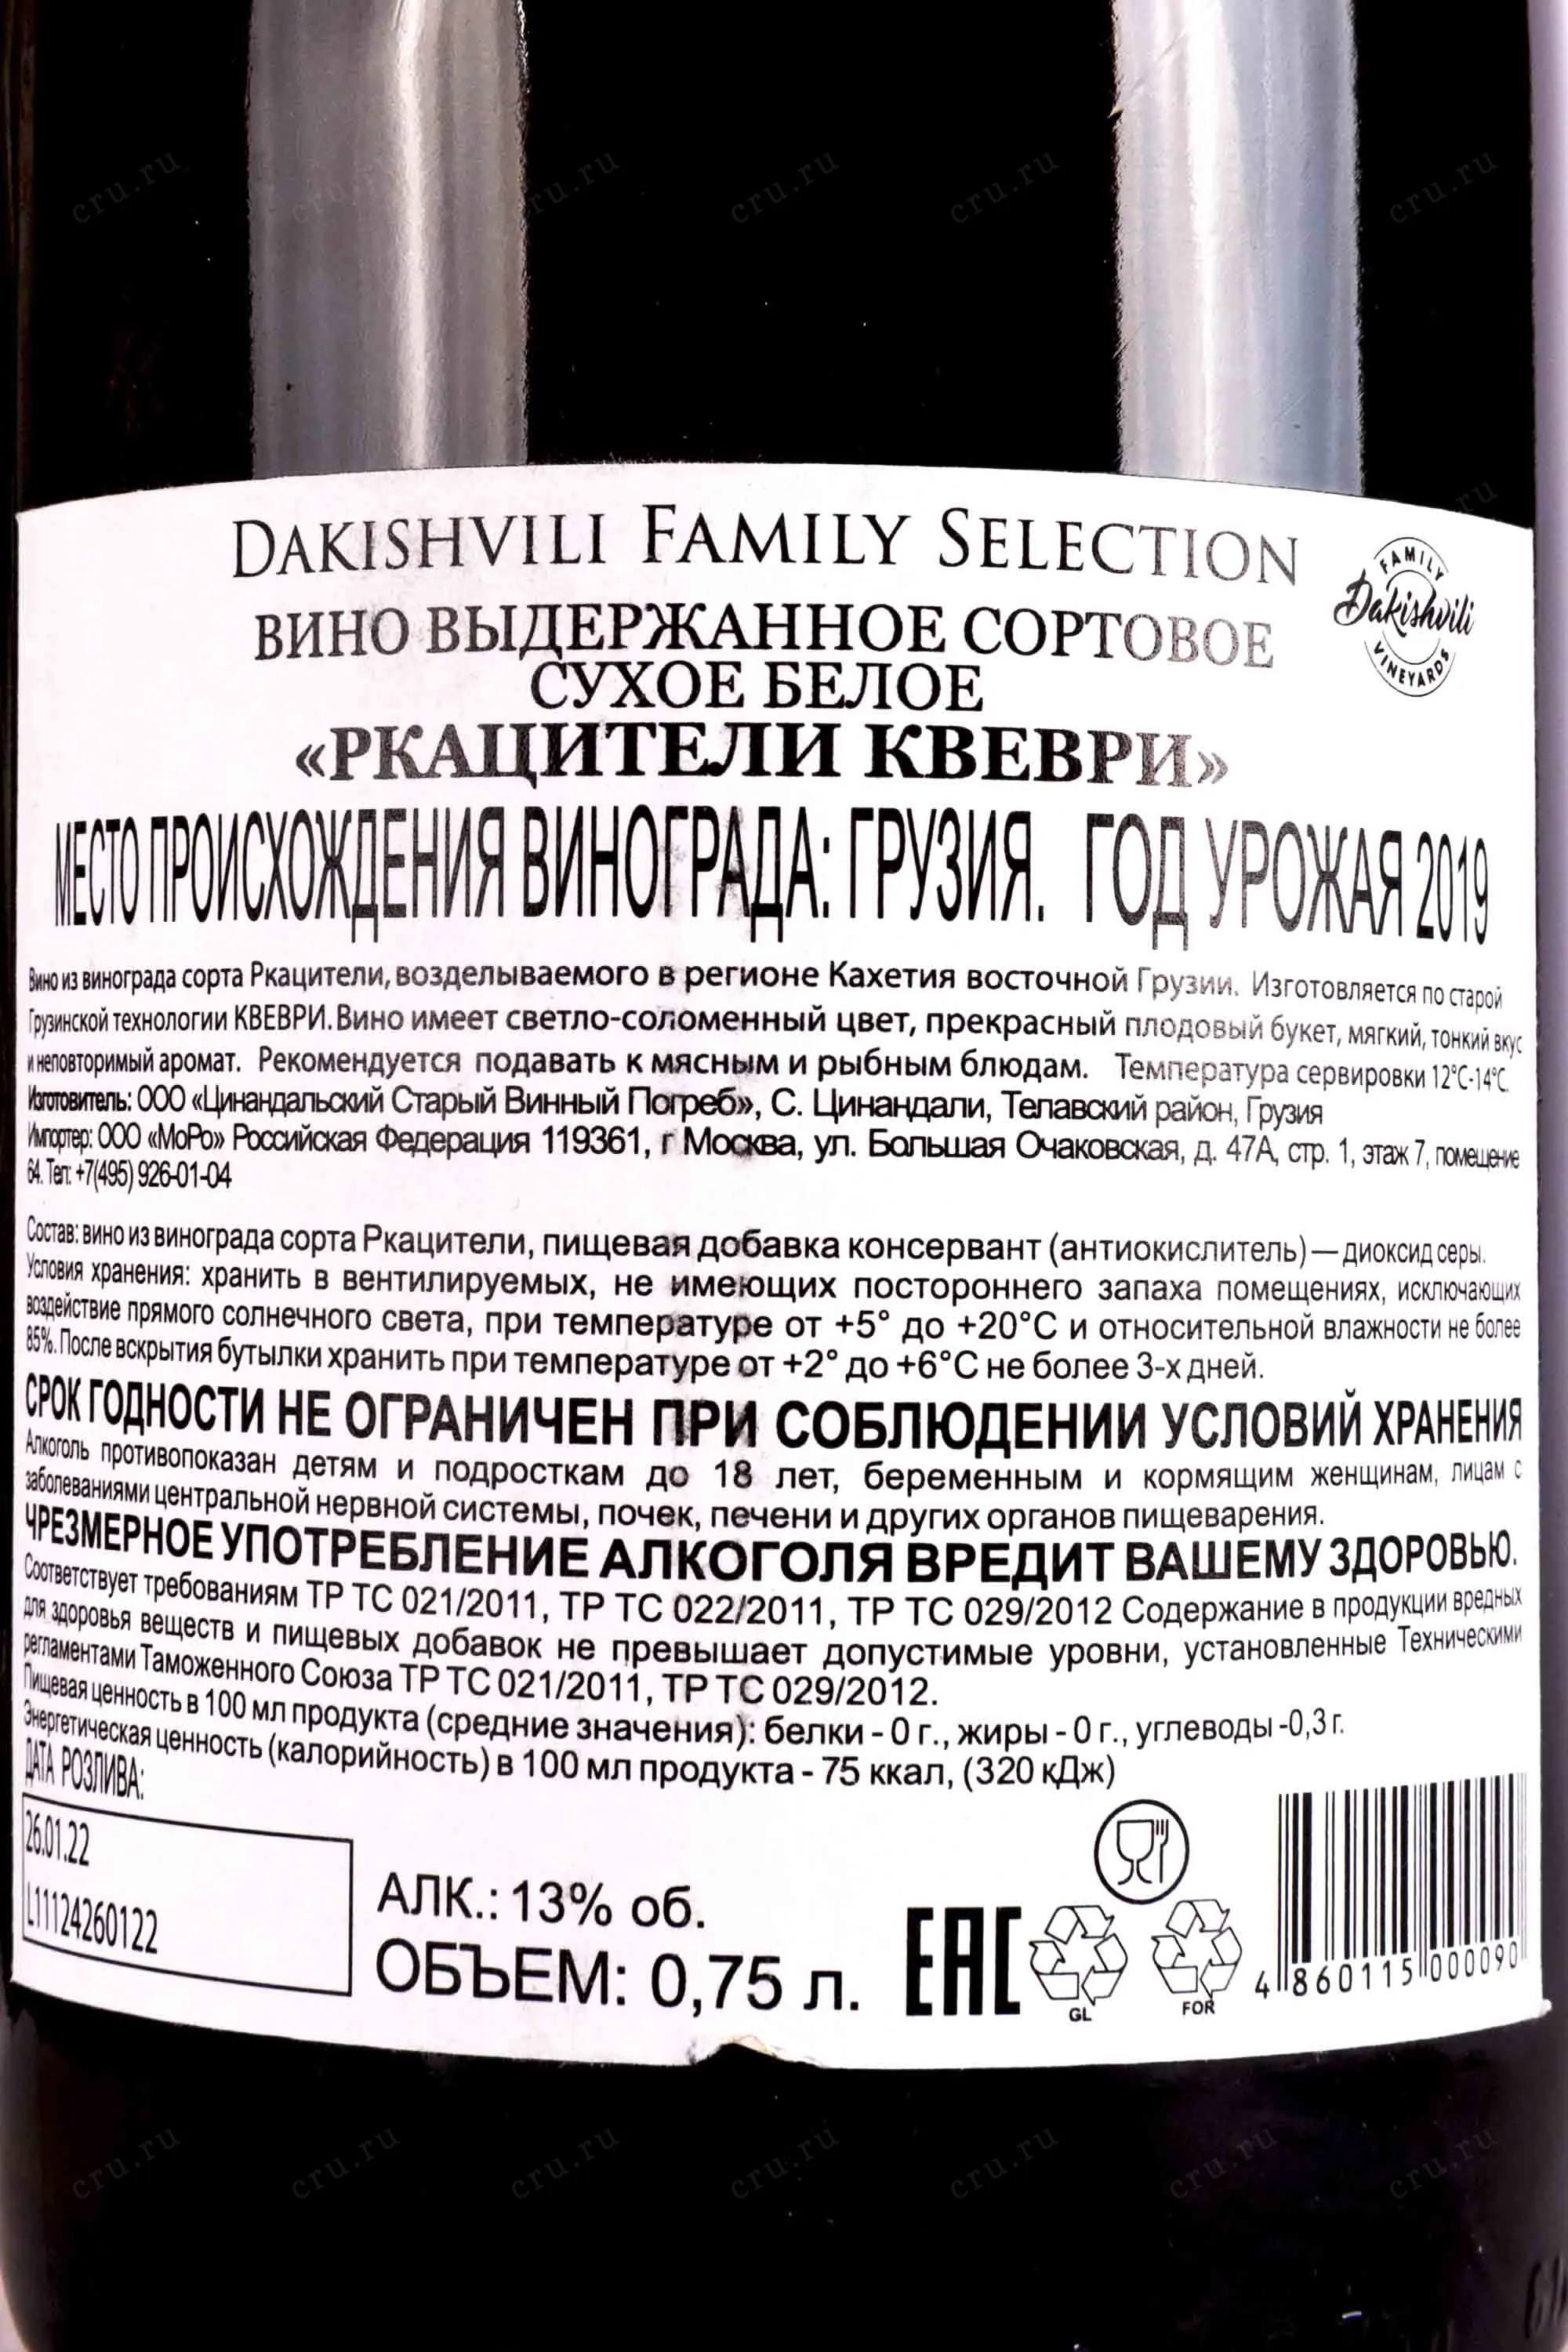 DAKISHVILI FAMILY SELECTION
FAMILY
Dakishvili
VINEYARDS
ВИНО ВЫДЕРЖАННОЕ СОРТОВОЕ
СУХОЕ БЕЛОЕ
«РКАЦИТЕЛИ КВЕВРИ»
МЕСТО ПРОИСХОЖДЕНИЯ ВИНОГРАДА: ГРУЗИЯ. ГОД УРОЖАЯ 2019
Вино из винограда сорта Ркацители, возделываемого в регионе Кахетия восточной Грузии. Изготовляется по старой
Грузинской технологии КВЕВРИ. Вино имеет светло-соломенный цвет, прекрасный плодовый букет, мягкий, тонкий вкус
и неповторимый аромат. Рекомендуется подавать к мясным и рыбным блюдам. Температура сервировки 12°С-14°С.
Изготовитель: ООО «Цинандальский Старый Винный Погреб», С. Цинандали, Телавский район, Грузия
Импортер: ООО «МоРо» Российская Федерация 119361, г Москва, ул. Большая Очаковская, д. 47А, стр. 1, этаж 7, помещение
64. Тел: +7(495) 926-01-04
Состав: вино из винограда сорта Ркацители, пищевая добавка консервант (антиокислитель) — диоксид серы.
Условия хранения: хранить в вентилируемых, не имеющих постороннего запаха помещениях, исключающих
воздействие прямого солнечного света, при температуре от +5° до +20°С и относительной влажности не более
85%. После вскрытия бутылки хранить при температуре от +2° до +6°С не более 3-х дней.
СРОК ГОДНОСТИ НЕ ОГРАНИЧЕН ПРИ СОБЛЮДЕНИИ УСЛОВИЙ ХРАНЕНИЯ
Алкоголь противопоказан детям и подросткам до 18 лет, беременным и кормящим женщинам, лицам с
заболеваниями центральной нервной системы, почек, печени и других органов пищеварения.
ЧРЕЗМЕРНОЕ УПОТРЕБЛЕНИЕ АЛКОГОЛЯ ВРЕДИТ ВАШЕМУ ЗДОРОВЬЮ.
Соответствует требованиям ТР ТС 021/2011, ТР ТС 022/2011, ТР ТС 029/2012 Содержание в продукции вредных
для здоровья веществ и пищевых добавок не превышает допустимые уровни, установленные Техническими
регламентами Таможенного Союза ТР ТС 021/2011, ТР ТС 029/2012.
Пищевая ценность в 100 мл продукта (средние значения): белки - 0 г., жиры - 0 г., углеводы -0,3 г.
Энергетическая ценность (калорийность) в 100 мл продукта - 75 ккал, (320 кДж)
ДАТА РОЗЛИВА:
26.01.22
L11124260122
АЛК.: 13% об.
ОБЪЕМ: 0,75 л.
EAC
GL
FOR
4 860115 000090
cru.ru